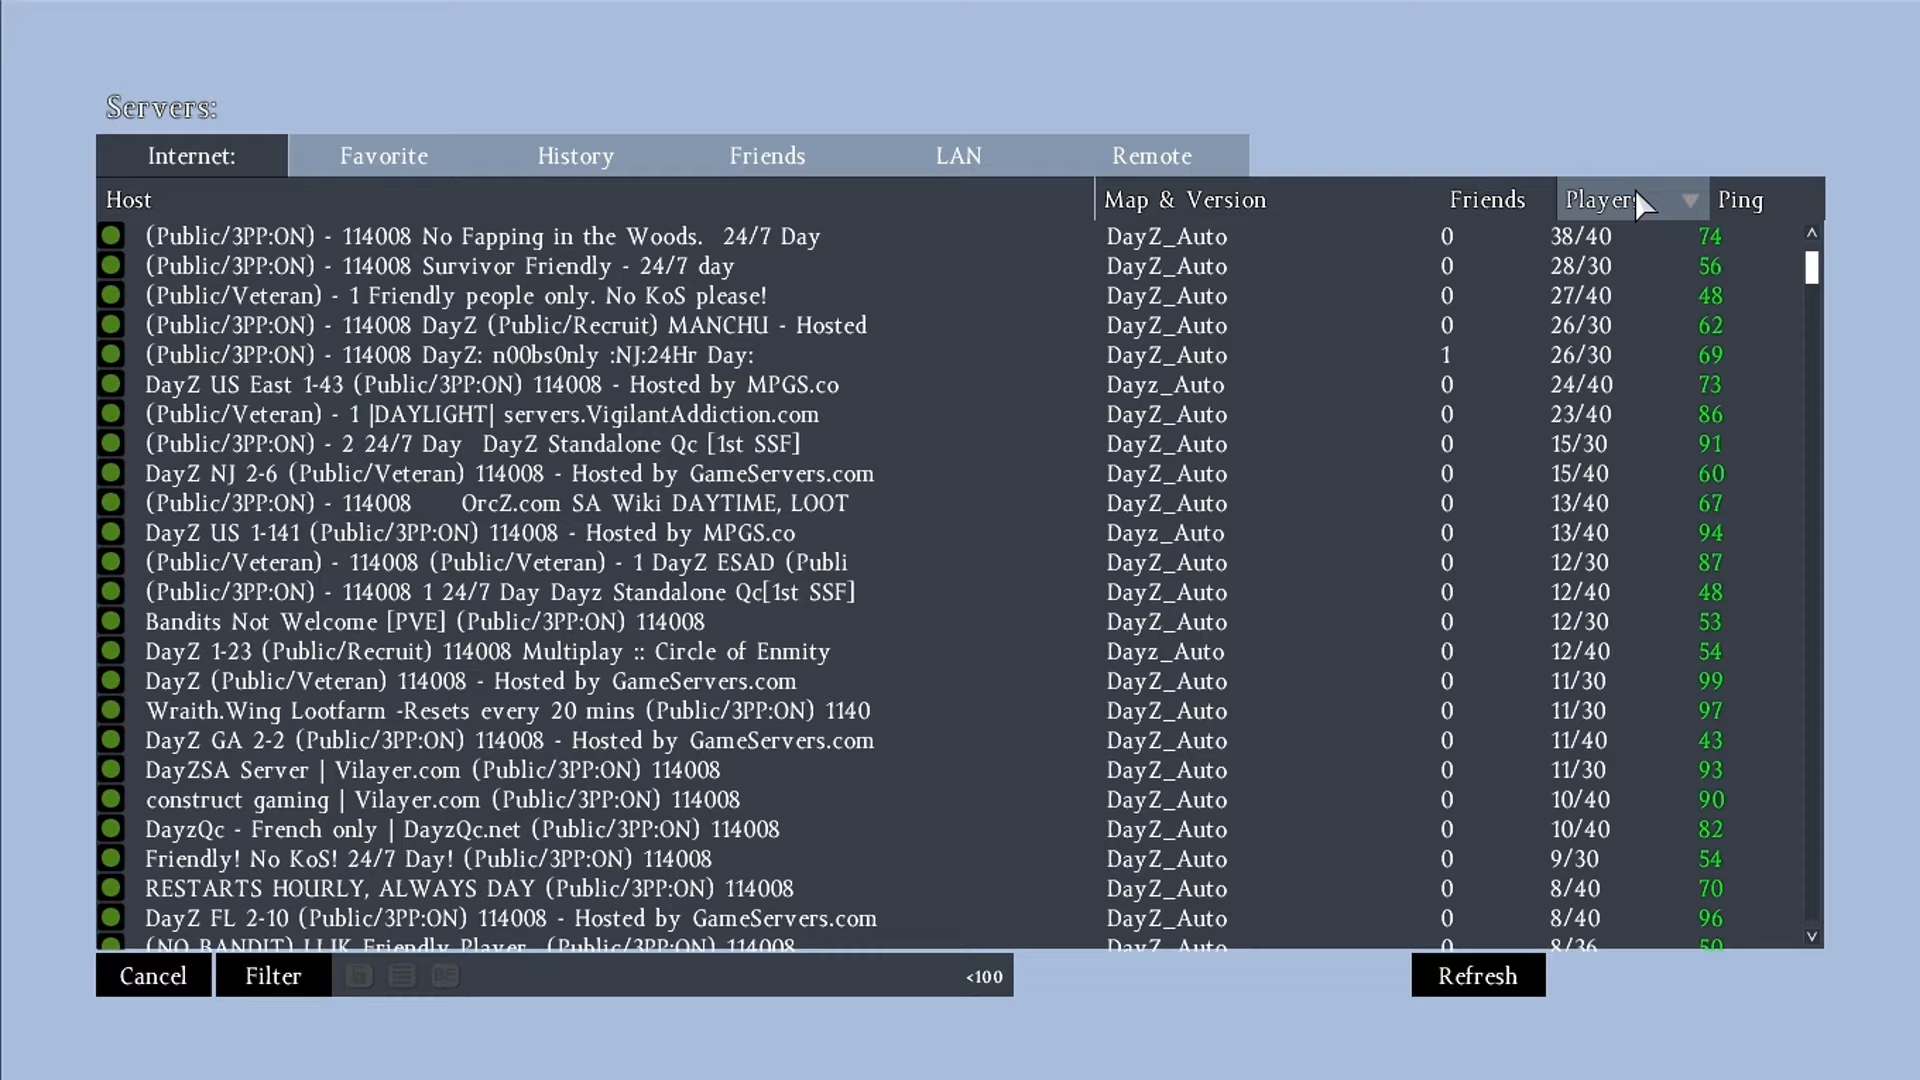 Servers:
Internet: Favorite History Friends LAN Remote
Host Map & Version Friends Players Ping
(Public/3PP:ON) - 114008 No Fapping in the Woods. 24/7 Day DayZ_Auto 0 38/40 74
(Public/3PP:ON) - 114008 Survivor Friendly - 24/7 day DayZ_Auto 0 28/30 56
(Public/Veteran) - 1 Friendly people only. No KoS please! DayZ_Auto 0 27/40 48
(Public/3PP:ON) - 114008 DayZ (Public/Recruit) MANCHU - Hosted DayZ_Auto 0 26/30 62
(Public/3PP:ON) - 114008 DayZ: n00bs0nly :NJ:24Hr Day: DayZ_Auto 1 26/30 69
DayZ US East 1-43 (Public/3PP:ON) 114008 - Hosted by MPGS.co Dayz_Auto 0 24/40 73
(Public/Veteran) - 1 |DAYLIGHT| servers.VigilantAddiction.com DayZ_Auto 0 23/40 86
(Public/3PP:ON) - 2 24/7 Day DayZ Standalone Qc [1st SSF] DayZ_Auto 0 15/30 91
DayZ NJ 2-6 (Public/Veteran) 114008 - Hosted by GameServers.com DayZ_Auto 0 15/40 60
(Public/3PP:ON) - 114008 OrcZ.com SA Wiki DAYTIME, LOOT DayZ_Auto 0 13/40 67
DayZ US 1-141 (Public/3PP:ON) 114008 - Hosted by MPGS.co Dayz_Auto 0 13/40 94
(Public/Veteran) - 114008 (Public/Veteran) - 1 DayZ ESAD (Publi DayZ_Auto 0 12/30 87
(Public/3PP:ON) - 114008 1 24/7 Day Dayz Standalone Qc[1st SSF] DayZ_Auto 0 12/40 48
Bandits Not Welcome [PVE] (Public/3PP:ON) 114008 DayZ_Auto 0 12/30 53
DayZ 1-23 (Public/Recruit) 114008 Multiplay :: Circle of Enmity Dayz_Auto 0 12/40 54
DayZ (Public/Veteran) 114008 - Hosted by GameServers.com DayZ_Auto 0 11/30 99
Wraith.Wing Lootfarm -Resets every 20 mins (Public/3PP:ON) 1140 DayZ_Auto 0 11/30 97
DayZ GA 2-2 (Public/3PP:ON) 114008 - Hosted by GameServers.com DayZ_Auto 0 11/40 43
DayZSA Server | Vilayer.com (Public/3PP:ON) 114008 DayZ_Auto 0 11/30 93
construct gaming | Vilayer.com (Public/3PP:ON) 114008 DayZ_Auto 0 10/40 90
DayzQc - French only | DayzQc.net (Public/3PP:ON) 114008 DayZ_Auto 0 10/40 82
Friendly! No KoS! 24/7 Day! (Public/3PP:ON) 114008 DayZ_Auto 0 9/30 54
RESTARTS HOURLY, ALWAYS DAY (Public/3PP:ON) 114008 DayZ_Auto 0 8/40 70
DayZ FL 2-10 (Public/3PP:ON) 114008 - Hosted by GameServers.com DayZ_Auto 0 8/40 96
(NO BANDIT) Friendly Player (Public/3PP:ON) 114008 DayZ_Auto 0 8/36 50
Cancel Filter <100 Refresh